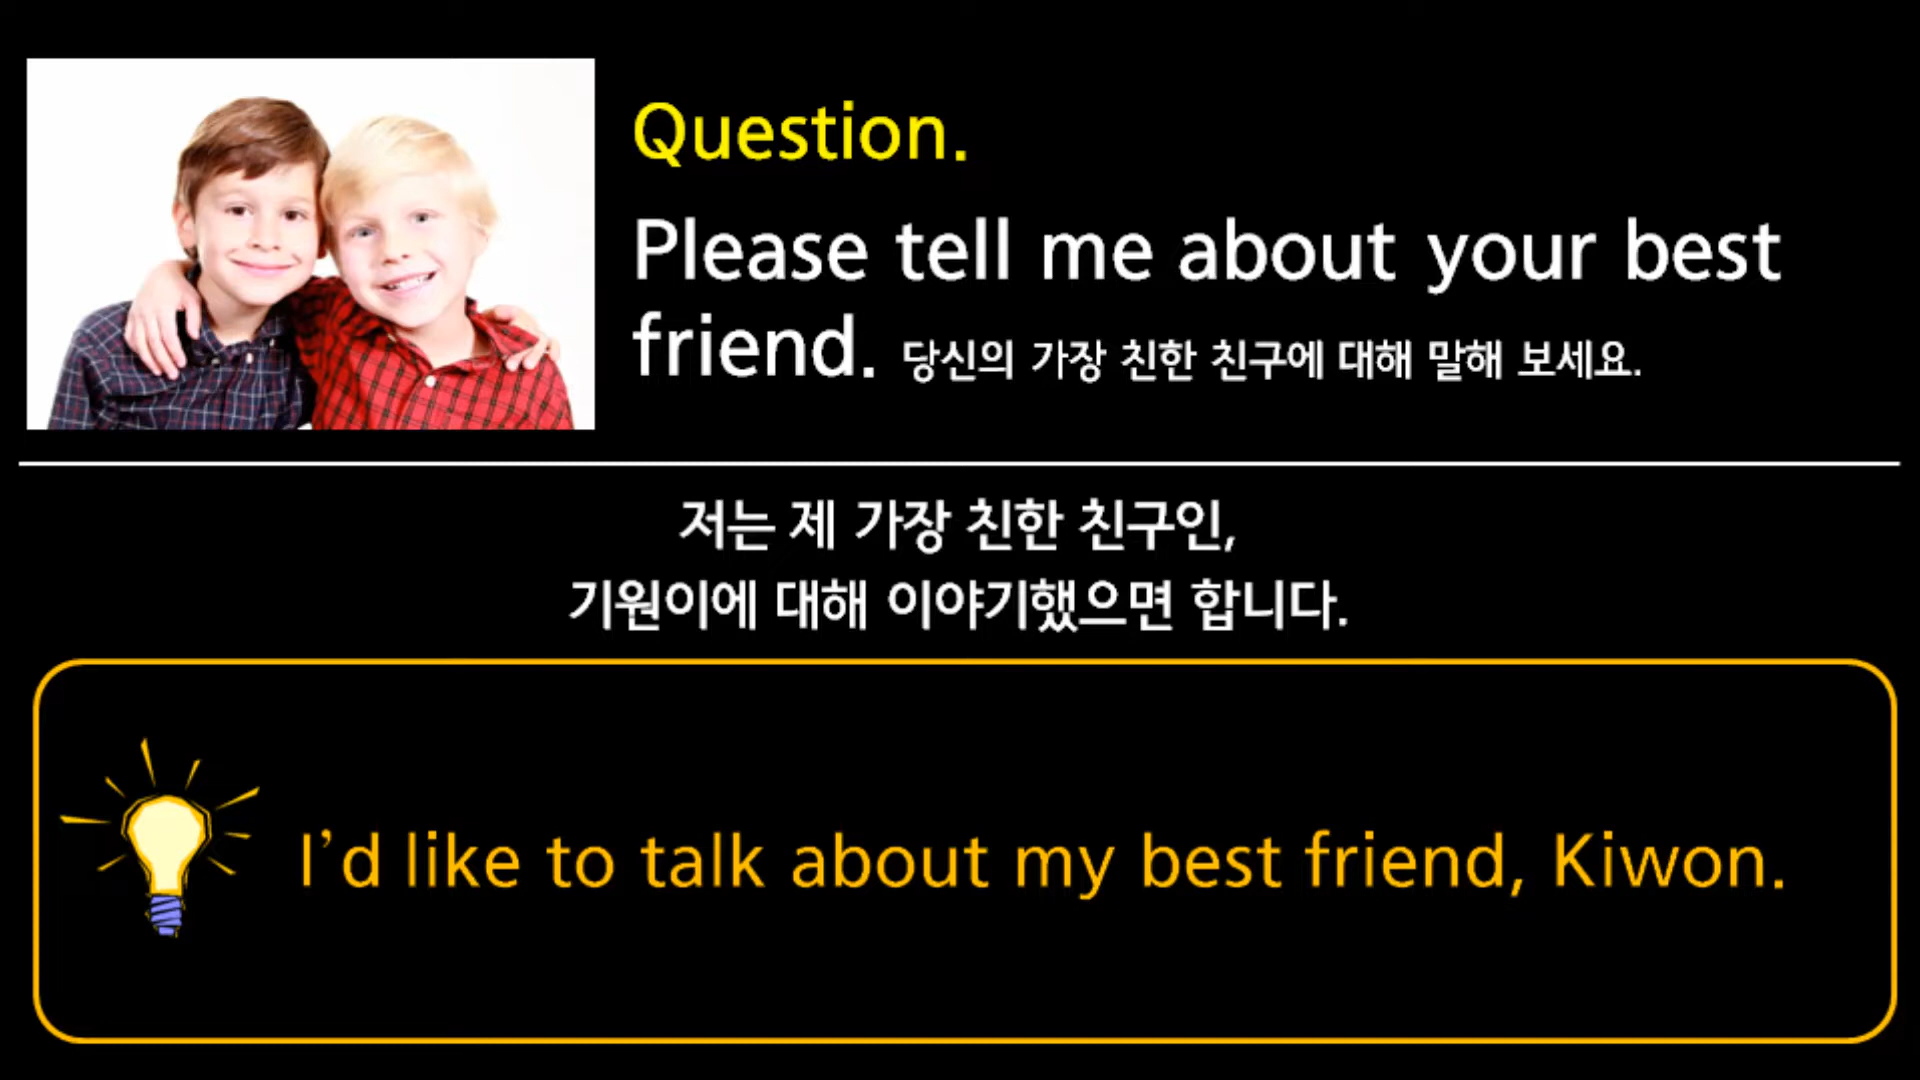 Question.
Please tell me about your best
friend. 당신의 가장 친한 친구에 대해 말해 보세요.
저는 제 가장 친한 친구인,
기원이에 대해 이야기했으면 합니다.
I’d like to talk about my best friend, Kiwon.